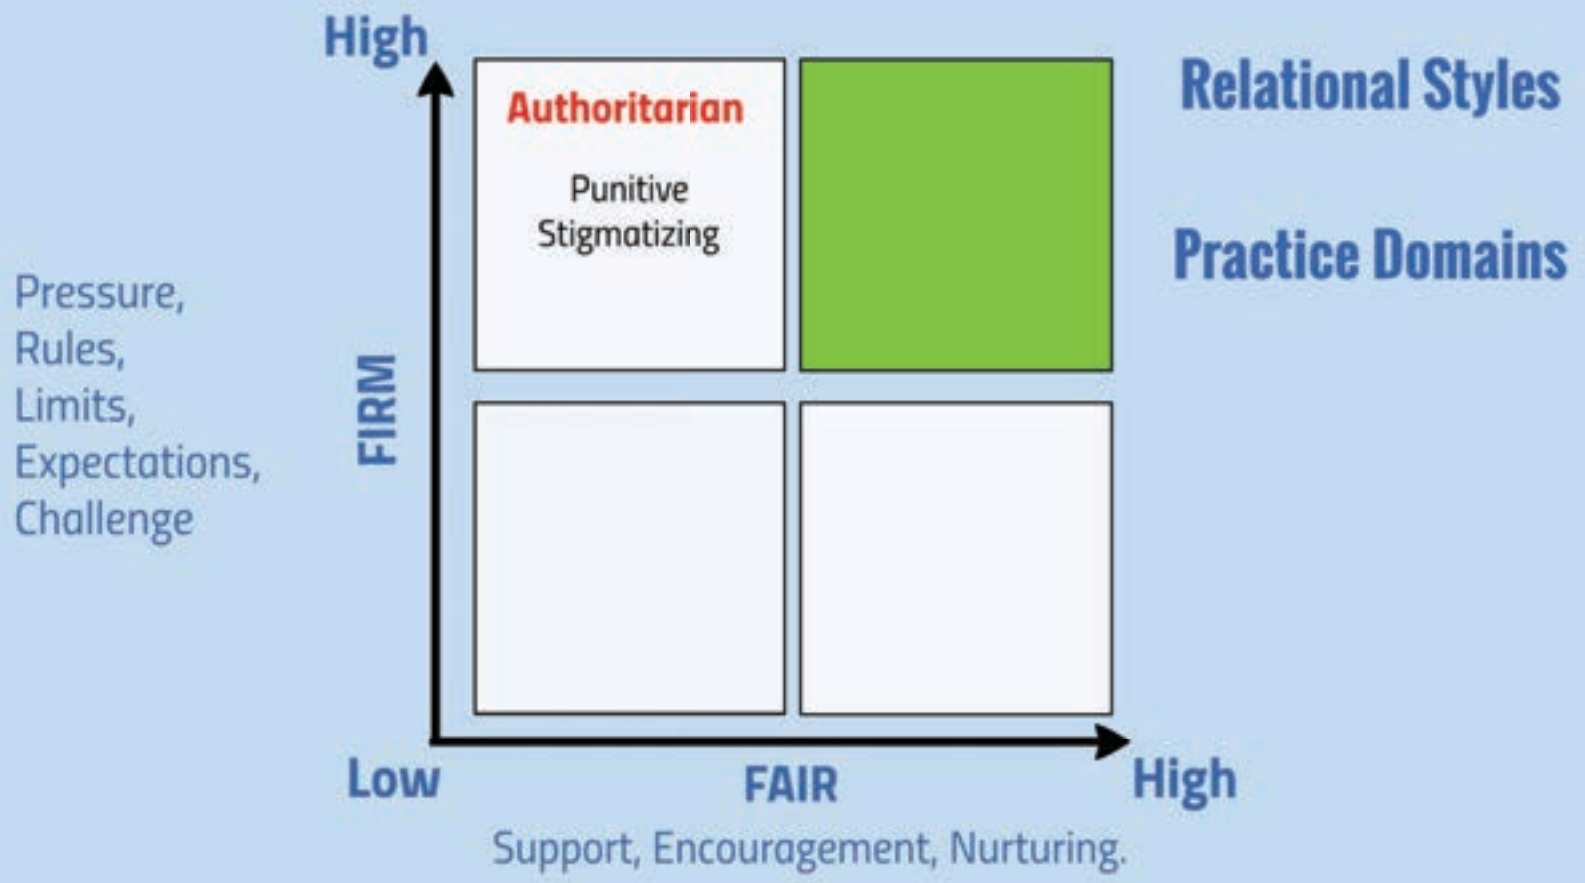 High
Relational Styles
Authoritarian
Punitive
Stigmatizing
Practice Domains
Pressure,
Rules,
Limits,
Expectations,
Challenge
FIRM
Low
FAIR
High
Support, Encouragement, Nurturing.